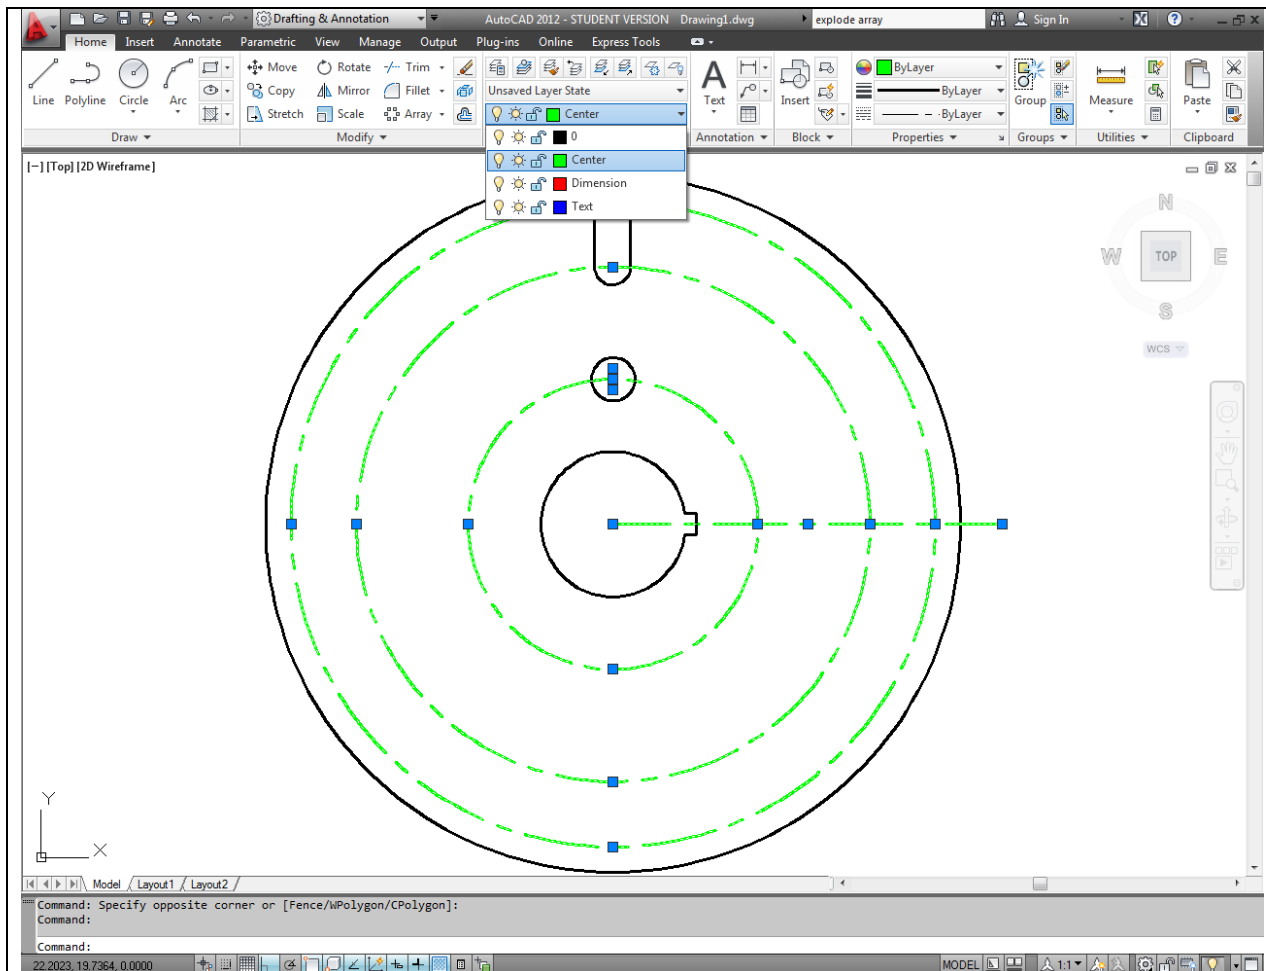 Drafting & Annotation AutoCAD 2012 - STUDENT VERSION Drawing1.dwg explode array Sign In
Home Insert Annotate Parametric View Manage Output Plug-ins Online Express Tools
Line Polyline Circle Arc
Move Rotate Trim
Copy Mirror Fillet
Stretch Scale Array
Unsaved Layer State
Center
0
Center
Dimension
Text
Text
Insert
ByLayer
ByLayer
ByLayer
Group
Measure
Paste
Draw Modify Annotation Block Properties Groups Utilities Clipboard
[−] [Top] [2D Wireframe]
N
W TOP E
S
WCS
Y
X
Model Layout1 Layout2
Command: Specify opposite corner or [Fence/WPolygon/CPolygon]:
Command:
Command:
22.2023, 19.7364, 0.0000 MODEL 1:1